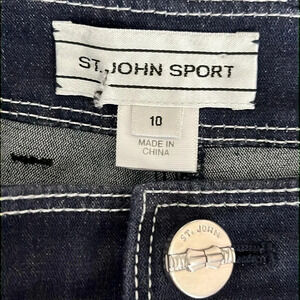 ST. JOHN SPORT
10
MADE IN
CHINA
ST. JOHN